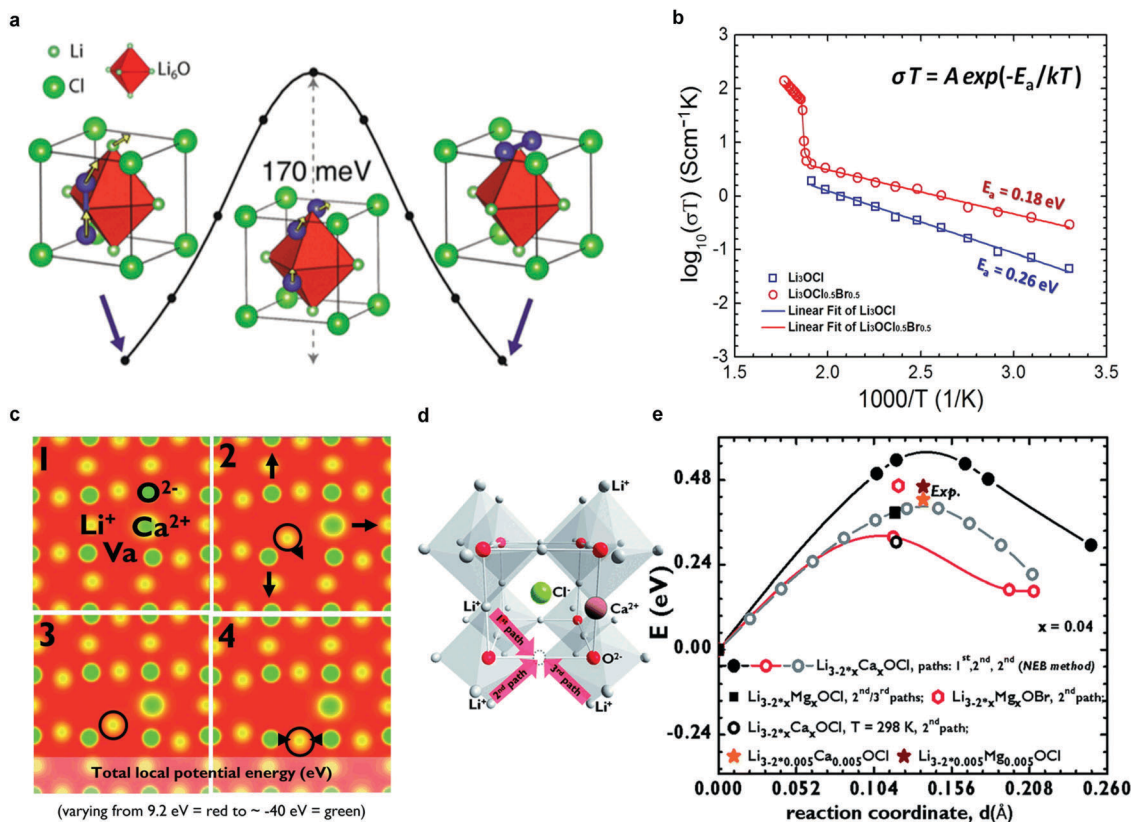 a
Li
Cl
Li₆O
170 meV
b
σT = A exp(-Eₐ/kT)
log₁₀(σT) (Scm⁻¹K)
3
2
1
0
-1
-2
-3
Eₐ = 0.18 eV
Eₐ = 0.26 eV
Li₃OCl
Li₃OCl₀.₅Br₀.₅
Linear Fit of Li₃OCl
Linear Fit of Li₃OCl₀.₅Br₀.₅
1.5 2.0 2.5 3.0 3.5
1000/T (1/K)
c
1
2
O²⁻
Li⁺ Ca²⁺
Va
3
4
Total local potential energy (eV)
(varying from 9.2 eV = red to ~ -40 eV = green)
d
Li⁺
Cl⁻
Li⁺
Ca²⁺
1ˢᵗ path
O²⁻
2ⁿᵈ path
3ʳᵈ path
Li⁺
Li⁺
e
E (eV)
0.48
0.24
0.00
-0.24
Exp.
x = 0.04
Li₃₋₂*ₓCaₓOCl, paths: 1ˢᵗ,2ⁿᵈ, 2ⁿᵈ (NEB method)
Li₃₋₂*ₓMgₓOCl, 2ⁿᵈ/3ʳᵈpaths; Li₃₋₂*ₓMgₓOBr, 2ⁿᵈpath;
Li₃₋₂*ₓCaₓOCl, T = 298 K, 2ⁿᵈpath;
Li₃₋₂*₀.₀₀₅Ca₀.₀₀₅OCl Li₃₋₂*₀.₀₀₅Mg₀.₀₀₅OCl
0.000 0.052 0.104 0.156 0.208 0.260
reaction coordinate, d(Å)